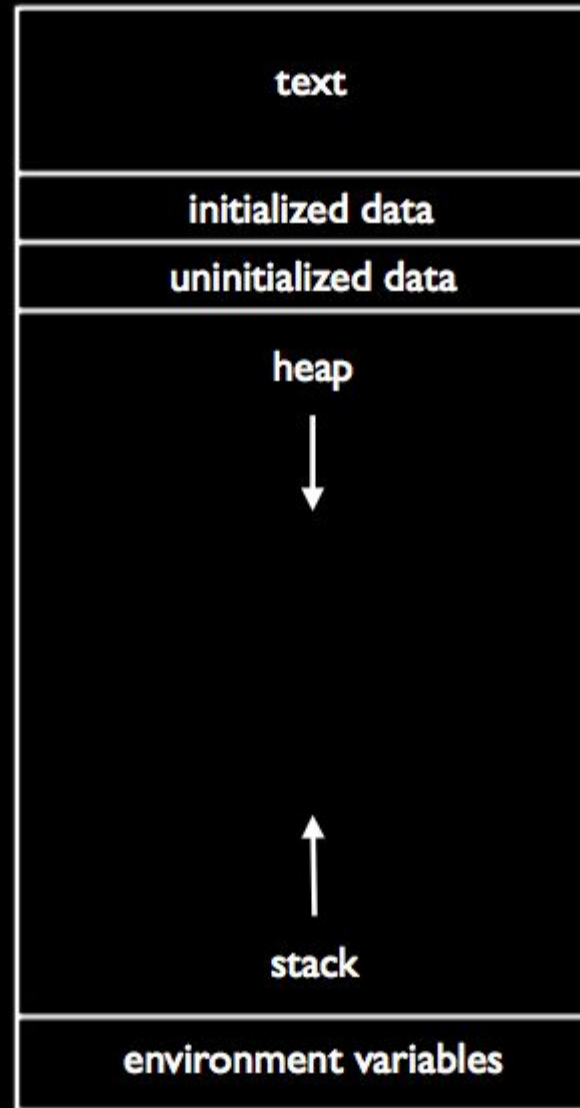 text
initialized data
uninitialized data
heap
stack
environment variables